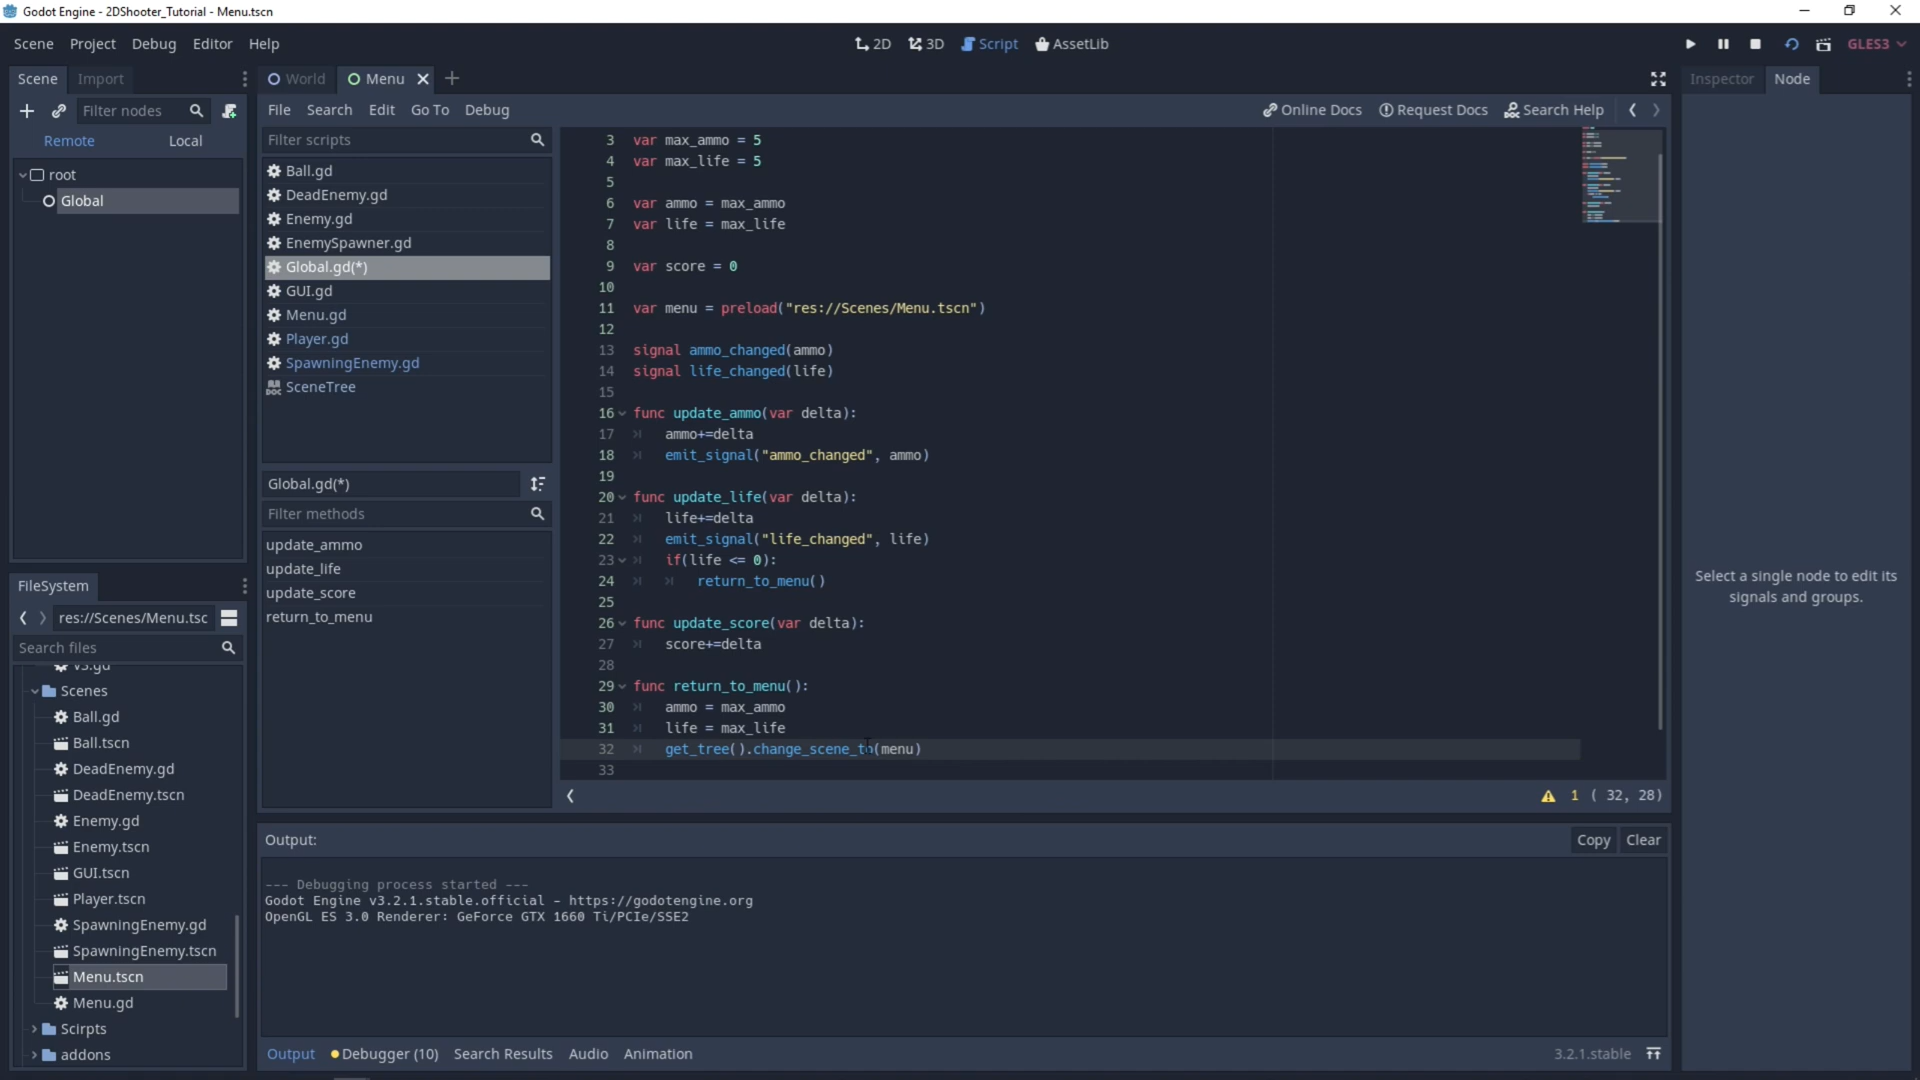 Godot Engine - 2DShooter_Tutorial - Menu.tscn
Scene Project Debug Editor Help
2D 3D Script AssetLib
GLES3
Scene Import
World Menu
Inspector Node
Filter nodes
File Search Edit Go To Debug
Online Docs Request Docs Search Help
Remote Local
root
Global
Filter scripts
Ball.gd
DeadEnemy.gd
Enemy.gd
EnemySpawner.gd
Global.gd(*)
GUI.gd
Menu.gd
Player.gd
SpawningEnemy.gd
SceneTree
Global.gd(*)
Filter methods
update_ammo
update_life
update_score
return_to_menu
3 var max_ammo = 5
4 var max_life = 5
5
6 var ammo = max_ammo
7 var life = max_life
8
9 var score = 0
10
11 var menu = preload("res://Scenes/Menu.tscn")
12
13 signal ammo_changed(ammo)
14 signal life_changed(life)
15
16 func update_ammo(var delta):
17 ammo+=delta
18 emit_signal("ammo_changed", ammo)
19
20 func update_life(var delta):
21 life+=delta
22 emit_signal("life_changed", life)
23 if(life <= 0):
24 return_to_menu()
25
26 func update_score(var delta):
27 score+=delta
28
29 func return_to_menu():
30 ammo = max_ammo
31 life = max_life
32 get_tree().change_scene_to(menu)
33
1 ( 32, 28)
Select a single node to edit its
signals and groups.
FileSystem
res://Scenes/Menu.tsc
Search files
v3.gd
Scenes
Ball.gd
Ball.tscn
DeadEnemy.gd
DeadEnemy.tscn
Enemy.gd
Enemy.tscn
GUI.tscn
Player.tscn
SpawningEnemy.gd
SpawningEnemy.tscn
Menu.tscn
Menu.gd
Scirpts
addons
Output:
Copy Clear
--- Debugging process started ---
Godot Engine v3.2.1.stable.official - https://godotengine.org
OpenGL ES 3.0 Renderer: GeForce GTX 1660 Ti/PCIe/SSE2
Output Debugger (10) Search Results Audio Animation
3.2.1.stable